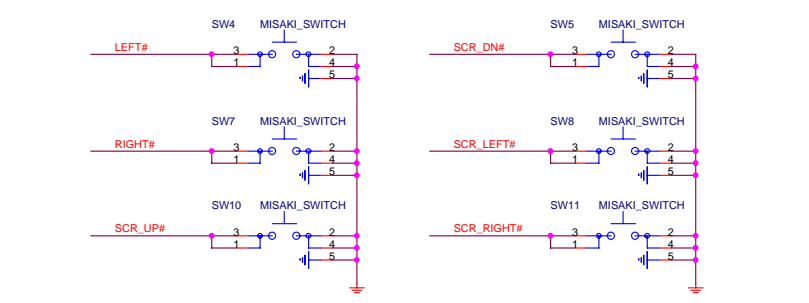 SW4 MISAKI_SWITCH
LEFT# 3 2
1 4
5
SW5 MISAKI_SWITCH
SCR_DN# 3 2
1 4
5
SW7 MISAKI_SWITCH
RIGHT# 3 2
1 4
5
SW8 MISAKI_SWITCH
SCR_LEFT# 3 2
1 4
5
SW10 MISAKI_SWITCH
SCR_UP# 3 2
1 4
5
SW11 MISAKI_SWITCH
SCR_RIGHT# 3 2
1 4
5